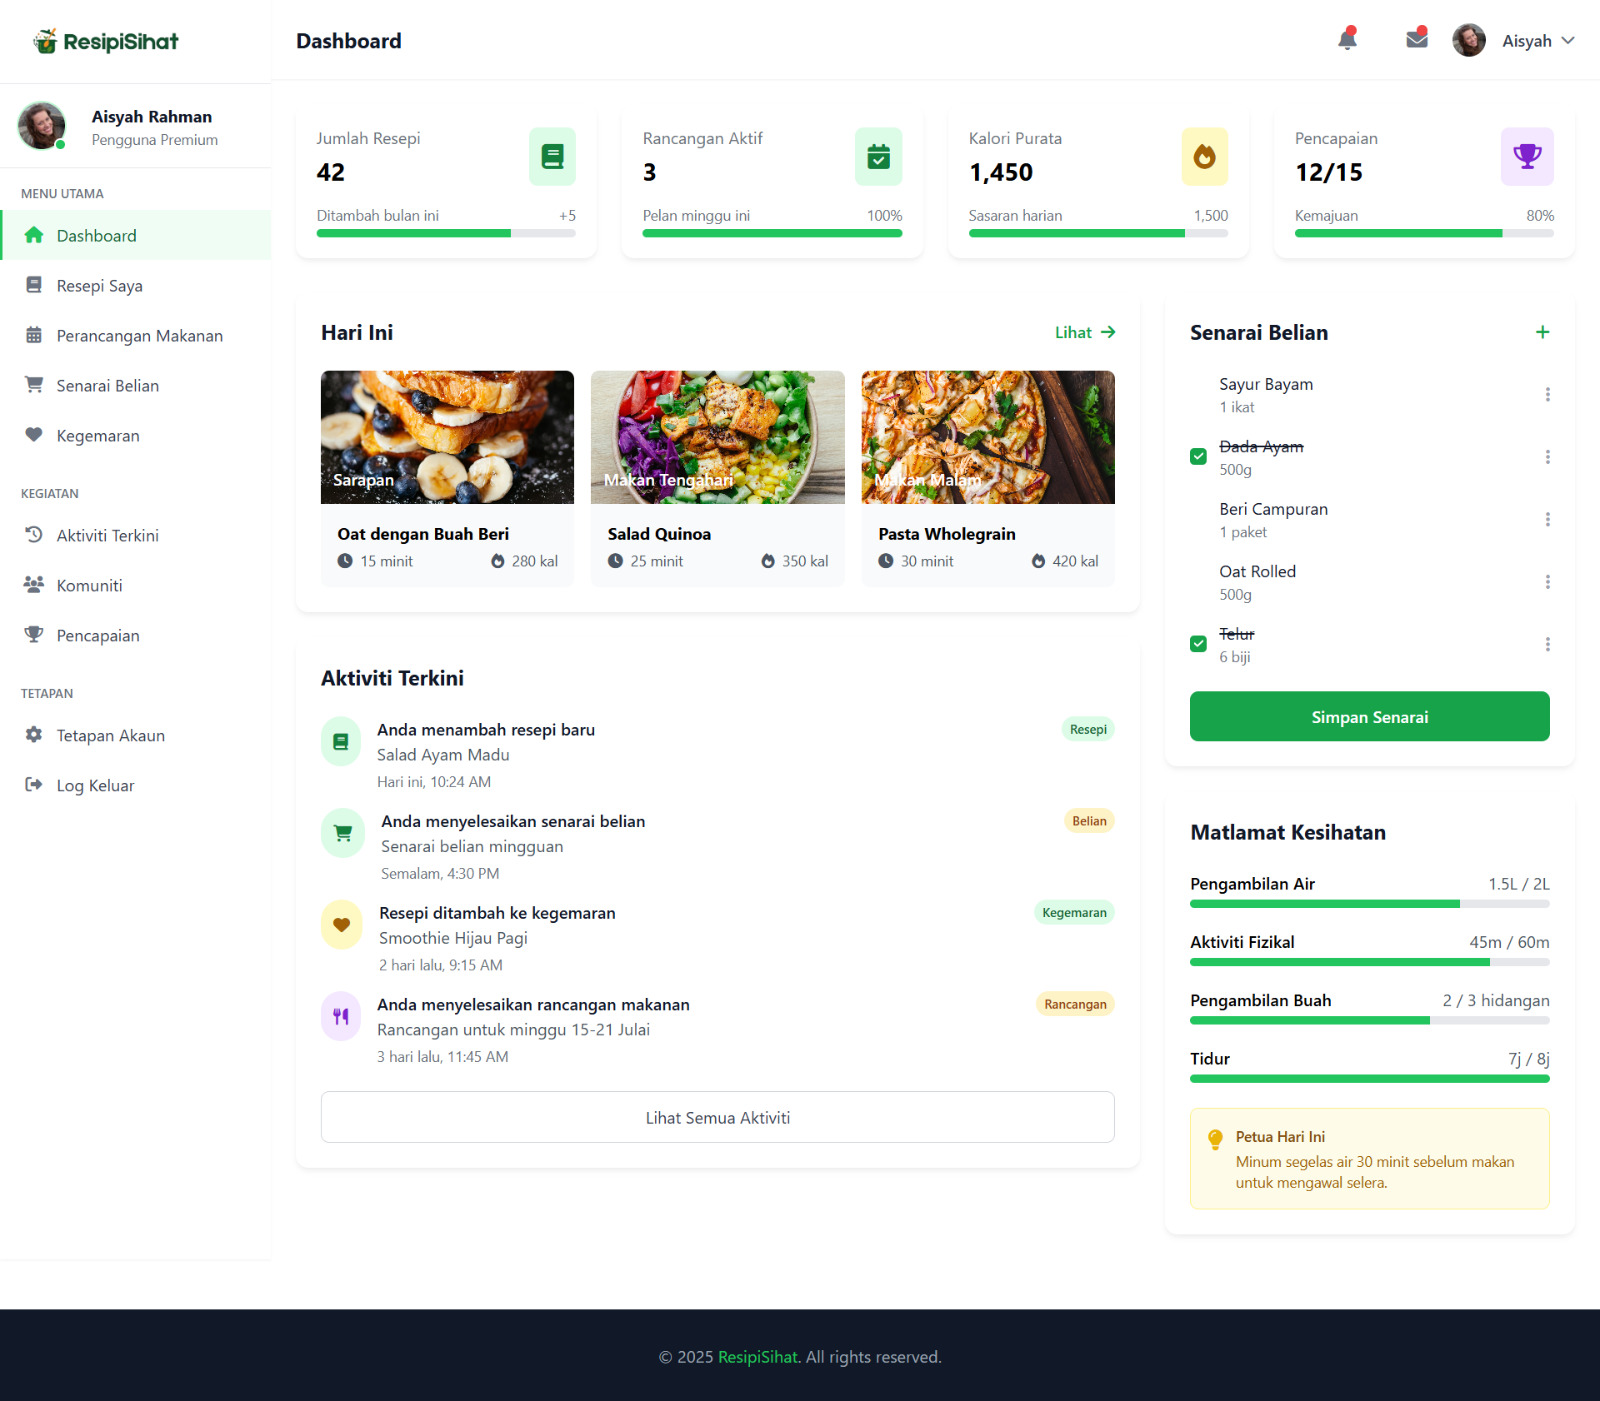 ResipiSihat
Dashboard
Aisyah
Aisyah Rahman
Pengguna Premium
MENU UTAMA
Dashboard
Resepi Saya
Perancangan Makanan
Senarai Belian
Kegemaran
KEGIATAN
Aktiviti Terkini
Komuniti
Pencapaian
TETAPAN
Tetapan Akaun
Log Keluar
Jumlah Resepi
42
Ditambah bulan ini +5
Rancangan Aktif
3
Pelan minggu ini 100%
Kalori Purata
1,450
Sasaran harian 1,500
Pencapaian
12/15
Kemajuan 80%
Hari Ini
Lihat
Sarapan
Oat dengan Buah Beri
15 minit 280 kal
Makan Tengahari
Salad Quinoa
25 minit 350 kal
Makan Malam
Pasta Wholegrain
30 minit 420 kal
Aktiviti Terkini
Anda menambah resepi baru
Resepi
Salad Ayam Madu
Hari ini, 10:24 AM
Anda menyelesaikan senarai belian
Belian
Senarai belian mingguan
Semalam, 4:30 PM
Resepi ditambah ke kegemaran
Kegemaran
Smoothie Hijau Pagi
2 hari lalu, 9:15 AM
Anda menyelesaikan rancangan makanan
Rancangan
Rancangan untuk minggu 15-21 Julai
3 hari lalu, 11:45 AM
Lihat Semua Aktiviti
Senarai Belian
Sayur Bayam
1 ikat
Dada Ayam
500g
Beri Campuran
1 paket
Oat Rolled
500g
Telur
6 biji
Simpan Senarai
Matlamat Kesihatan
Pengambilan Air 1.5L / 2L
Aktiviti Fizikal 45m / 60m
Pengambilan Buah 2 / 3 hidangan
Tidur 7j / 8j
Petua Hari Ini
Minum segelas air 30 minit sebelum makan
untuk mengawal selera.
© 2025 ResipiSihat. All rights reserved.